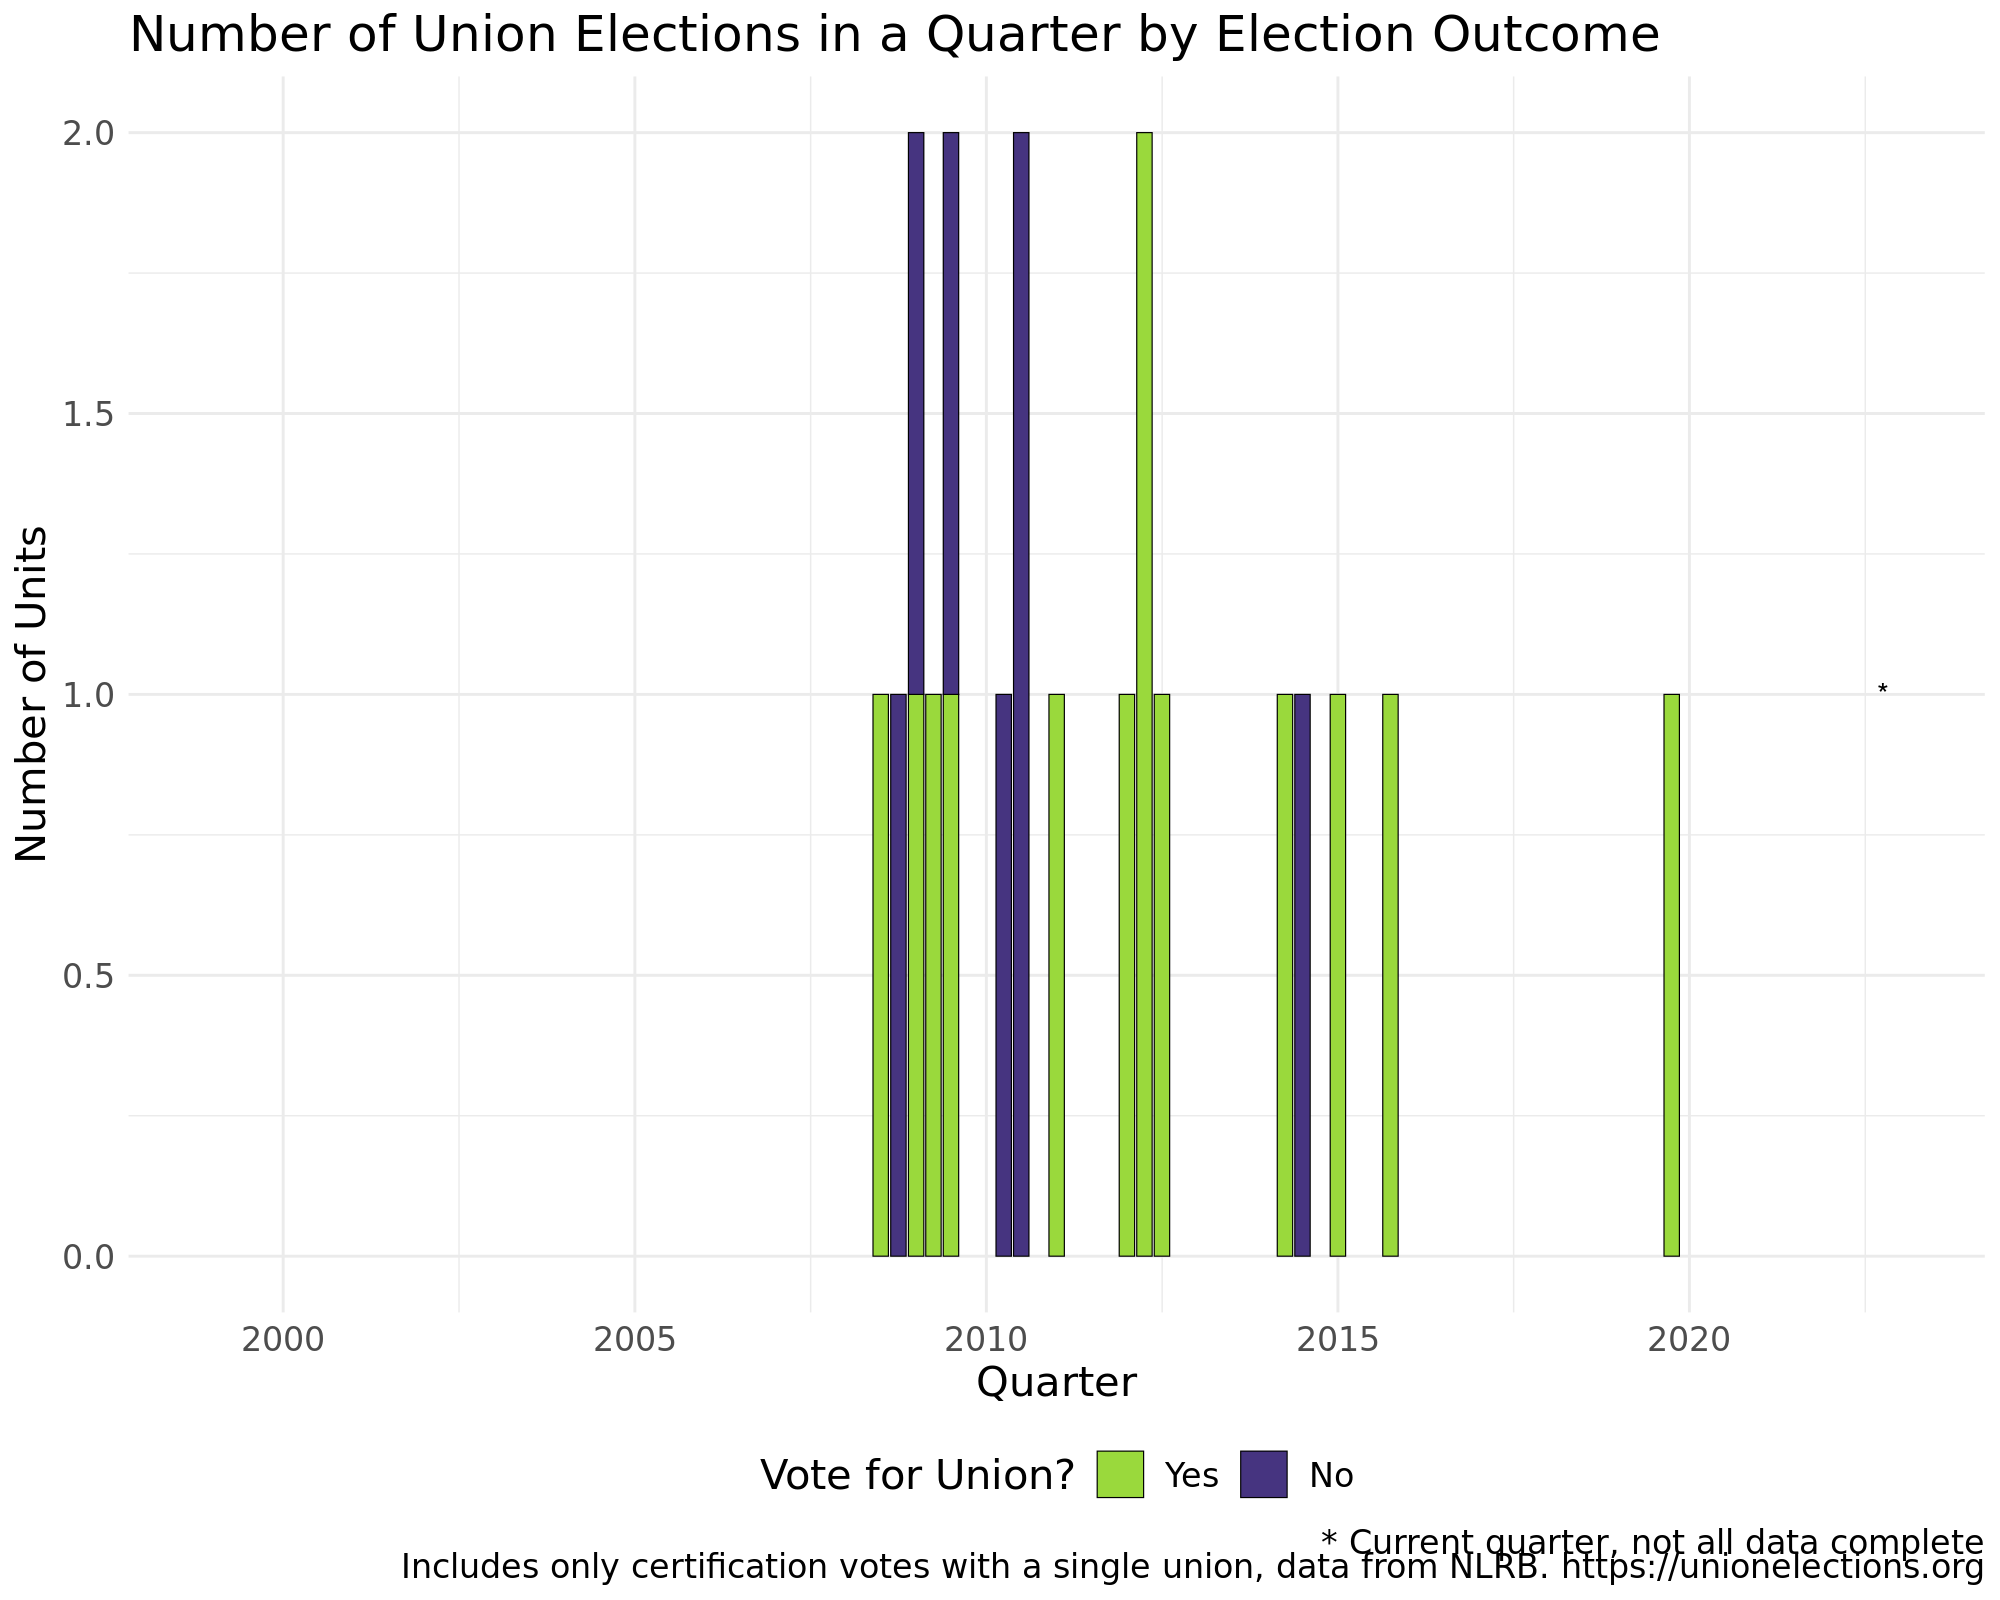 Number of Union Elections in a Quarter by Election Outcome
2.0
1.5
1.0
0.5
0.0
Number of Units
*
2000 2005 2010 2015 2020
Quarter
Vote for Union? Yes No
* Current quarter, not all data complete
Includes only certification votes with a single union, data from NLRB. https://unionelections.org